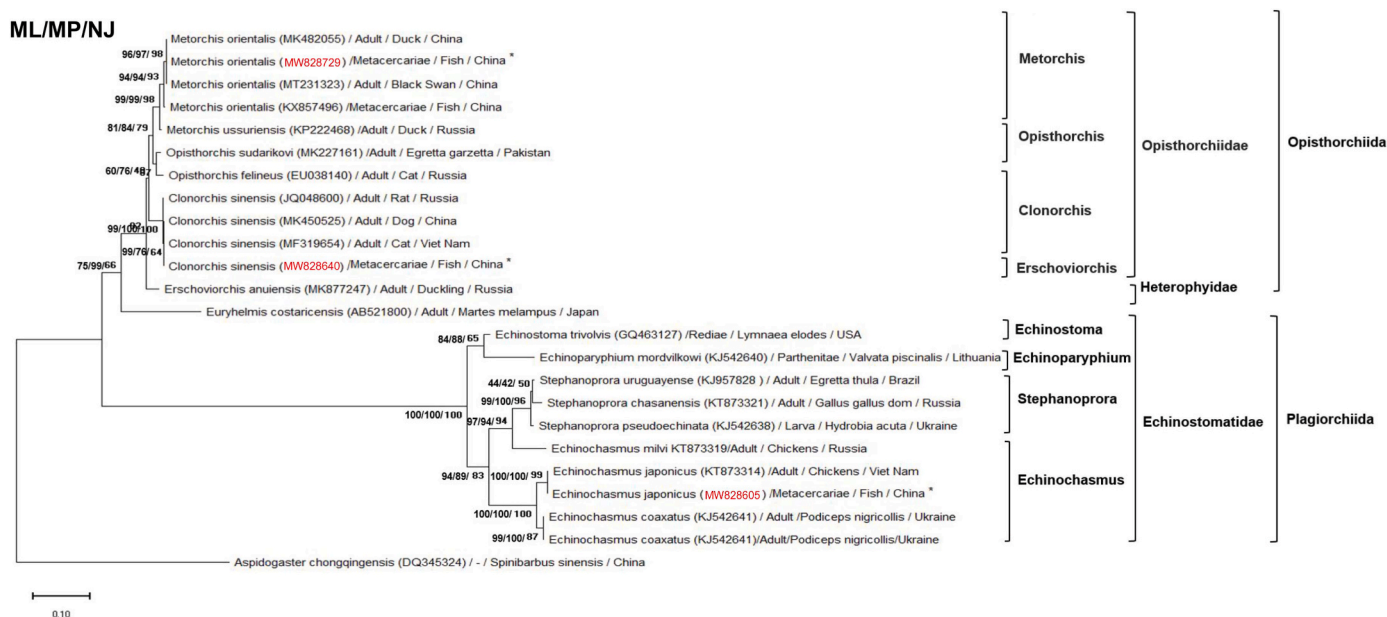 ML/MP/NJ
Metorchis orientalis (MK482055) / Adult / Duck / China
96/97/98
Metorchis orientalis (MW828729) /Metacercariae / Fish / China *
94/94/93
Metorchis orientalis (MT231323) / Adult / Black Swan / China
99/99/98
Metorchis orientalis (KX857496) /Metacercariae / Fish / China
81/84/79
Metorchis ussuriensis (KP222468) /Adult / Duck / Russia
Opisthorchis sudarikovi (MK227161) /Adult / Egretta garzetta / Pakistan
60/76/
Opisthorchis felineus (EU038140) / Adult / Cat / Russia
Clonorchis sinensis (JQ048600) / Adult / Rat / Russia
Clonorchis sinensis (MK450525) / Adult / Dog / China
99/100/100
Clonorchis sinensis (MF319654) / Adult / Cat / Viet Nam
99/76/64
Clonorchis sinensis (MW828640) /Metacercariae / Fish / China *
75/99/66
Erschoviorchis anuiensis (MK877247) / Adult / Duckling / Russia
Euryhelmis costaricensis (AB521800) / Adult / Martes melampus / Japan
Echinostoma trivolvis (GQ463127) /Rediae / Lymnaea elodes / USA
84/88/65
Echinoparyphium mordvilkowi (KJ542640) / Parthenitae / Valvata piscinalis / Lithuania
44/42/50
Stephanoprora uruguayense (KJ957828 ) / Adult / Egretta thula / Brazil
99/100/96
Stephanoprora chasanensis (KT873321) / Adult / Gallus gallus dom / Russia
100/100/100
97/94/94
Stephanoprora pseudoechinata (KJ542638) / Larva / Hydrobia acuta / Ukraine
Echinochasmus milvi KT873319/Adult / Chickens / Russia
94/89/83
100/100/99
Echinochasmus japonicus (KT873314) /Adult / Chickens / Viet Nam
Echinochasmus japonicus (MW828605) /Metacercariae / Fish / China *
100/100/100
Echinochasmus coaxatus (KJ542641) / Adult /Podiceps nigricollis / Ukraine
99/100/87
Echinochasmus coaxatus (KJ542641)/Adult/Podiceps nigricollis/Ukraine
Aspidogaster chongqingensis (DQ345324) / - / Spinibarbus sinensis / China
0.10
Metorchis
Opisthorchis
Clonorchis
Erschoviorchis
Echinostoma
Echinoparyphium
Stephanoprora
Echinochasmus
Opisthorchiidae
Heterophyidae
Echinostomatidae
Opisthorchiida
Plagiorchiida